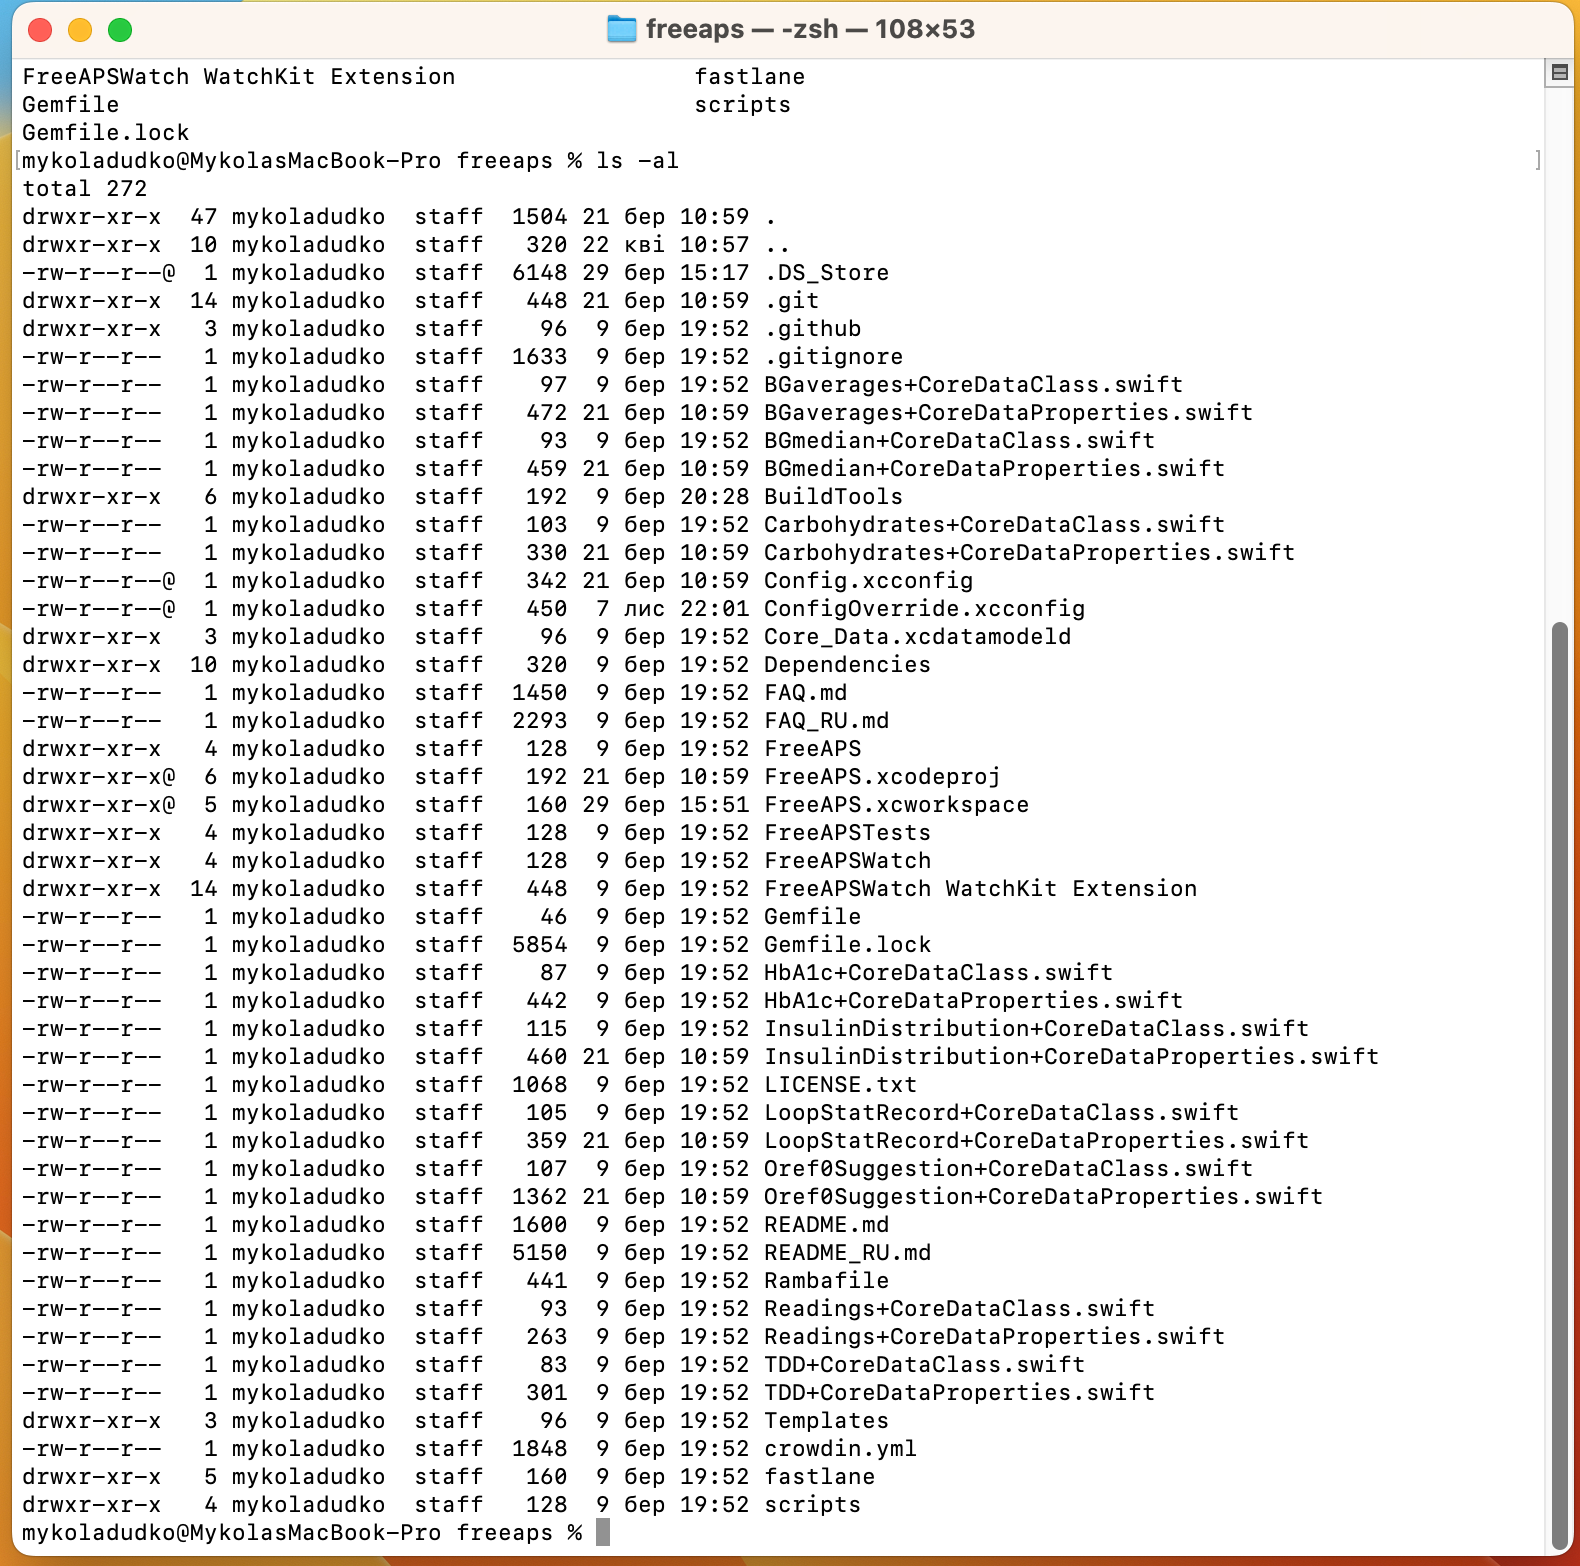 freeaps — -zsh — 108×53
FreeAPSWatch WatchKit Extension                 fastlane
Gemfile                                         scripts
Gemfile.lock
[mykoladudko@MykolasMacBook-Pro freeaps % ls -al ]
total 272
drwxr-xr-x  47 mykoladudko  staff  1504 21 бер 10:59 .
drwxr-xr-x  10 mykoladudko  staff   320 22 кві 10:57 ..
-rw-r--r--@  1 mykoladudko  staff  6148 29 бер 15:17 .DS_Store
drwxr-xr-x  14 mykoladudko  staff   448 21 бер 10:59 .git
drwxr-xr-x   3 mykoladudko  staff    96  9 бер 19:52 .github
-rw-r--r--   1 mykoladudko  staff  1633  9 бер 19:52 .gitignore
-rw-r--r--   1 mykoladudko  staff    97  9 бер 19:52 BGaverages+CoreDataClass.swift
-rw-r--r--   1 mykoladudko  staff   472 21 бер 10:59 BGaverages+CoreDataProperties.swift
-rw-r--r--   1 mykoladudko  staff    93  9 бер 19:52 BGmedian+CoreDataClass.swift
-rw-r--r--   1 mykoladudko  staff   459 21 бер 10:59 BGmedian+CoreDataProperties.swift
drwxr-xr-x   6 mykoladudko  staff   192  9 бер 20:28 BuildTools
-rw-r--r--   1 mykoladudko  staff   103  9 бер 19:52 Carbohydrates+CoreDataClass.swift
-rw-r--r--   1 mykoladudko  staff   330 21 бер 10:59 Carbohydrates+CoreDataProperties.swift
-rw-r--r--@  1 mykoladudko  staff   342 21 бер 10:59 Config.xcconfig
-rw-r--r--@  1 mykoladudko  staff   450  7 лис 22:01 ConfigOverride.xcconfig
drwxr-xr-x   3 mykoladudko  staff    96  9 бер 19:52 Core_Data.xcdatamodeld
drwxr-xr-x  10 mykoladudko  staff   320  9 бер 19:52 Dependencies
-rw-r--r--   1 mykoladudko  staff  1450  9 бер 19:52 FAQ.md
-rw-r--r--   1 mykoladudko  staff  2293  9 бер 19:52 FAQ_RU.md
drwxr-xr-x   4 mykoladudko  staff   128  9 бер 19:52 FreeAPS
drwxr-xr-x@  6 mykoladudko  staff   192 21 бер 10:59 FreeAPS.xcodeproj
drwxr-xr-x@  5 mykoladudko  staff   160 29 бер 15:51 FreeAPS.xcworkspace
drwxr-xr-x   4 mykoladudko  staff   128  9 бер 19:52 FreeAPSTests
drwxr-xr-x   4 mykoladudko  staff   128  9 бер 19:52 FreeAPSWatch
drwxr-xr-x  14 mykoladudko  staff   448  9 бер 19:52 FreeAPSWatch WatchKit Extension
-rw-r--r--   1 mykoladudko  staff    46  9 бер 19:52 Gemfile
-rw-r--r--   1 mykoladudko  staff  5854  9 бер 19:52 Gemfile.lock
-rw-r--r--   1 mykoladudko  staff    87  9 бер 19:52 HbA1c+CoreDataClass.swift
-rw-r--r--   1 mykoladudko  staff   442  9 бер 19:52 HbA1c+CoreDataProperties.swift
-rw-r--r--   1 mykoladudko  staff   115  9 бер 19:52 InsulinDistribution+CoreDataClass.swift
-rw-r--r--   1 mykoladudko  staff   460 21 бер 10:59 InsulinDistribution+CoreDataProperties.swift
-rw-r--r--   1 mykoladudko  staff  1068  9 бер 19:52 LICENSE.txt
-rw-r--r--   1 mykoladudko  staff   105  9 бер 19:52 LoopStatRecord+CoreDataClass.swift
-rw-r--r--   1 mykoladudko  staff   359 21 бер 10:59 LoopStatRecord+CoreDataProperties.swift
-rw-r--r--   1 mykoladudko  staff   107  9 бер 19:52 Oref0Suggestion+CoreDataClass.swift
-rw-r--r--   1 mykoladudko  staff  1362 21 бер 10:59 Oref0Suggestion+CoreDataProperties.swift
-rw-r--r--   1 mykoladudko  staff  1600  9 бер 19:52 README.md
-rw-r--r--   1 mykoladudko  staff  5150  9 бер 19:52 README_RU.md
-rw-r--r--   1 mykoladudko  staff   441  9 бер 19:52 Rambafile
-rw-r--r--   1 mykoladudko  staff    93  9 бер 19:52 Readings+CoreDataClass.swift
-rw-r--r--   1 mykoladudko  staff   263  9 бер 19:52 Readings+CoreDataProperties.swift
-rw-r--r--   1 mykoladudko  staff    83  9 бер 19:52 TDD+CoreDataClass.swift
-rw-r--r--   1 mykoladudko  staff   301  9 бер 19:52 TDD+CoreDataProperties.swift
drwxr-xr-x   3 mykoladudko  staff    96  9 бер 19:52 Templates
-rw-r--r--   1 mykoladudko  staff  1848  9 бер 19:52 crowdin.yml
drwxr-xr-x   5 mykoladudko  staff   160  9 бер 19:52 fastlane
drwxr-xr-x   4 mykoladudko  staff   128  9 бер 19:52 scripts
mykoladudko@MykolasMacBook-Pro freeaps %